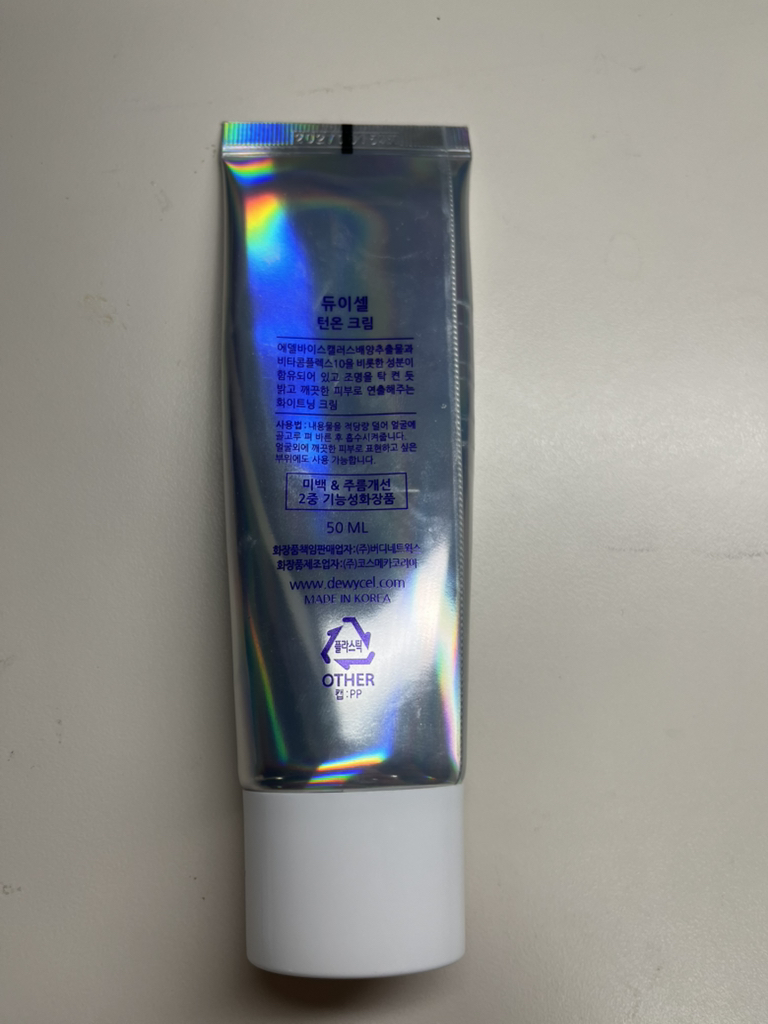 듀이셀
턴온 크림
에델바이스캘러스배양추출물과
비타콤플렉스10을 비롯한 성분이
함유되어 있고 조명을 탁 켠 듯
밝고 깨끗한 피부로 연출해주는
화이트닝 크림
사용법 : 내용물을 적당량 덜어 얼굴에
골고루 펴 바른 후 흡수시켜줍니다.
얼굴외에 깨끗한 피부로 표현하고 싶은
부위에도 사용 가능합니다.
미백 & 주름개선
2중 기능성화장품
50 ML
화장품책임판매업자:(주)버디네트웍스
화장품제조업자:(주)코스메카코리아
www.dewycel.com
MADE IN KOREA
플라스틱
OTHER
캡:PP